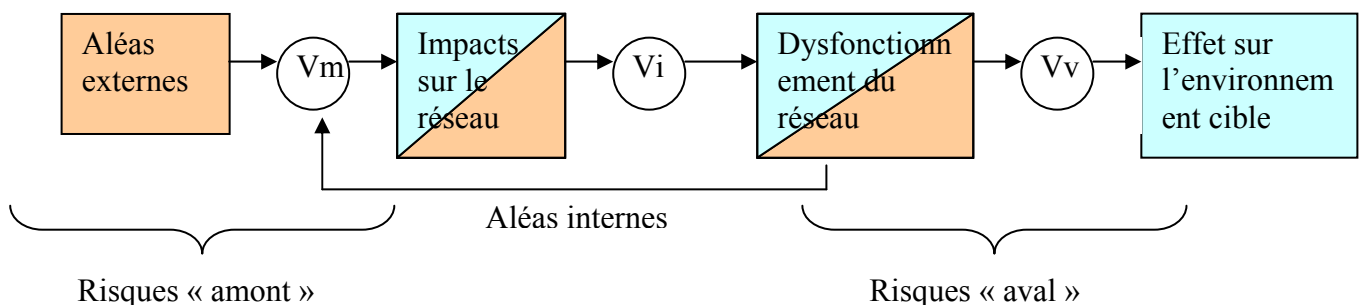 Aléas
externes
Vm
Impacts
sur le
réseau
Vi
Dysfonctionn
ement du
réseau
Vv
Effet sur
l’environnem
ent cible
Aléas internes
Risques « amont »
Risques « aval »